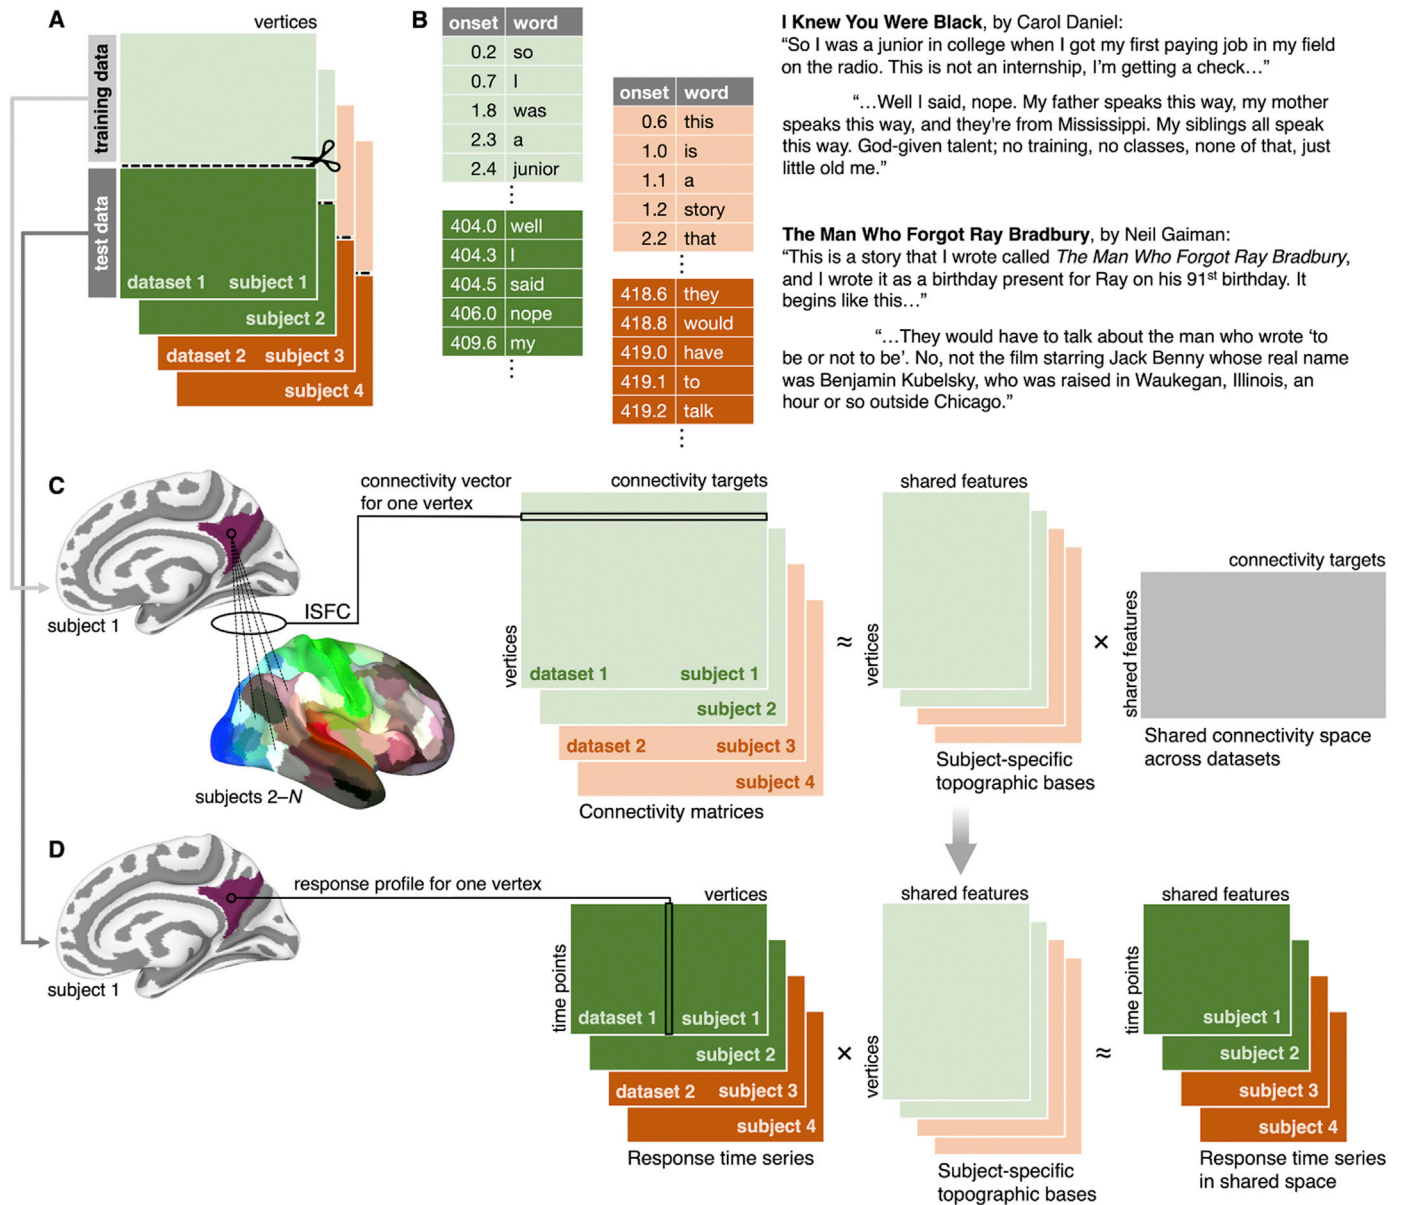 A
vertices
training data
test data
dataset 1 subject 1
subject 2
dataset 2 subject 3
subject 4
B
onset word
0.2 so
0.7 I
1.8 was
2.3 a
2.4 junior
⋮
404.0 well
404.3 I
404.5 said
406.0 nope
409.6 my
⋮
onset word
0.6 this
1.0 is
1.1 a
1.2 story
2.2 that
⋮
418.6 they
418.8 would
419.0 have
419.1 to
419.2 talk
⋮
I Knew You Were Black, by Carol Daniel:
“So I was a junior in college when I got my first paying job in my field
on the radio. This is not an internship, I’m getting a check…”
“…Well I said, nope. My father speaks this way, my mother
speaks this way, and they're from Mississippi. My siblings all speak
this way. God-given talent; no training, no classes, none of that, just
little old me.”
The Man Who Forgot Ray Bradbury, by Neil Gaiman:
“This is a story that I wrote called The Man Who Forgot Ray Bradbury,
and I wrote it as a birthday present for Ray on his 91st birthday. It
begins like this…”
“…They would have to talk about the man who wrote ‘to
be or not to be’. No, not the film starring Jack Benny whose real name
was Benjamin Kubelsky, who was raised in Waukegan, Illinois, an
hour or so outside Chicago.”
C
subject 1
ISFC
subjects 2–N
connectivity vector
for one vertex
connectivity targets
vertices
dataset 1 subject 1
subject 2
dataset 2 subject 3
subject 4
Connectivity matrices
≈
shared features
vertices
Subject-specific
topographic bases
×
connectivity targets
shared features
Shared connectivity space
across datasets
D
subject 1
response profile for one vertex
vertices
time points
dataset 1 subject 1
subject 2
dataset 2 subject 3
subject 4
Response time series
×
shared features
vertices
Subject-specific
topographic bases
≈
shared features
time points
subject 1
subject 2
subject 3
subject 4
Response time series
in shared space